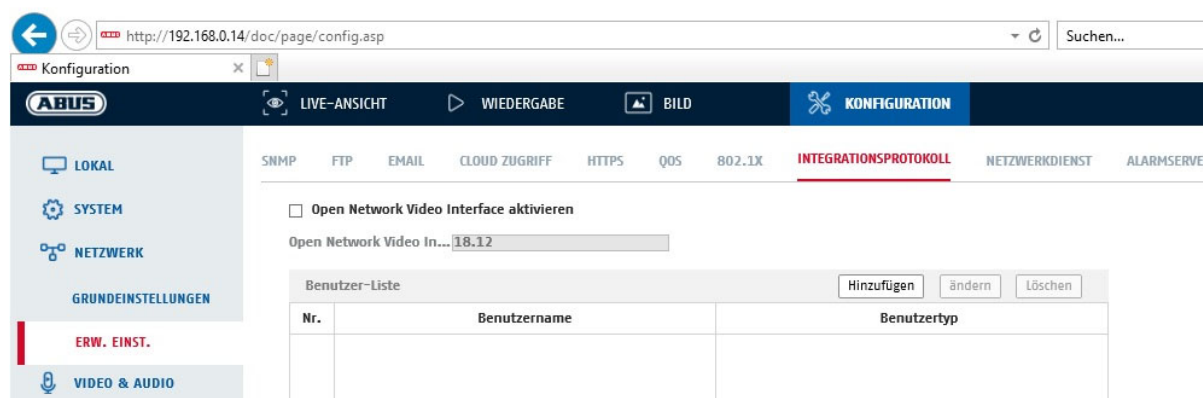 http://192.168.0.14/doc/page/config.asp Suchen...
Konfiguration
ABUS LIVE-ANSICHT WIEDERGABE BILD KONFIGURATION
SNMP FTP EMAIL CLOUD ZUGRIFF HTTPS QOS 802.1X INTEGRATIONSPROTOKOLL NETZWERKDIENST ALARMSERVE
LOKAL
SYSTEM
NETZWERK
GRUNDEINSTELLUNGEN
ERW. EINST.
VIDEO & AUDIO
Open Network Video Interface aktivieren
Open Network Video In... 18.12
Benutzer-Liste Hinzufügen ändern Löschen
Nr. Benutzername Benutzertyp